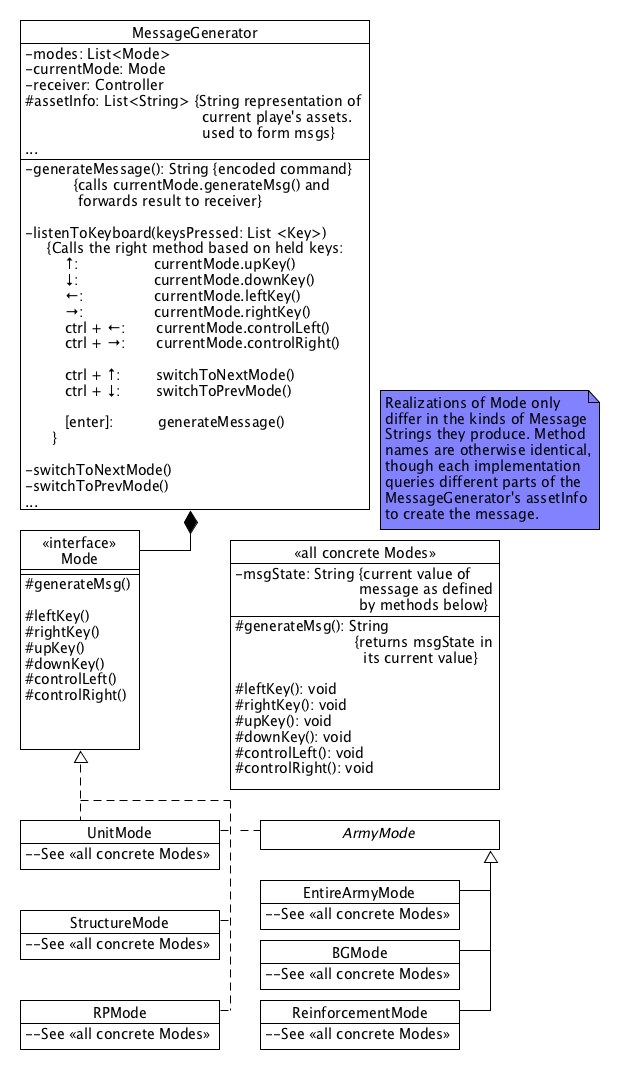 MessageGenerator
-modes: List<Mode>
-currentMode: Mode
-receiver: Controller
#assetInfo: List<String> {String representation of
current playe's assets.
used to form msgs}
...
-generateMessage(): String {encoded command}
{calls currentMode.generateMsg() and
forwards result to receiver}
-listenToKeyboard(keysPressed: List <Key>)
{Calls the right method based on held keys:
↑: currentMode.upKey()
↓: currentMode.downKey()
←: currentMode.leftKey()
→: currentMode.rightKey()
ctrl + ←: currentMode.controlLeft()
ctrl + →: currentMode.controlRight()
ctrl + ↑: switchToNextMode()
ctrl + ↓: switchToPrevMode()
[enter]: generateMessage()
}
-switchToNextMode()
-switchToPrevMode()
...
Realizations of Mode only
differ in the kinds of Message
Strings they produce. Method
names are otherwise identical,
though each implementation
queries different parts of the
MessageGenerator's assetInfo
to create the message.
«interface»
Mode
#generateMsg()
#leftKey()
#rightKey()
#upKey()
#downKey()
#controlLeft()
#controlRight()
«all concrete Modes»
-msgState: String {current value of
message as defined
by methods below}
#generateMsg(): String
{returns msgState in
its current value}
#leftKey(): void
#rightKey(): void
#upKey(): void
#downKey(): void
#controlLeft(): void
#controlRight(): void
UnitMode
--See «all concrete Modes»
ArmyMode
EntireArmyMode
--See «all concrete Modes»
StructureMode
--See «all concrete Modes»
BGMode
--See «all concrete Modes»
RPMode
--See «all concrete Modes»
ReinforcementMode
--See «all concrete Modes»